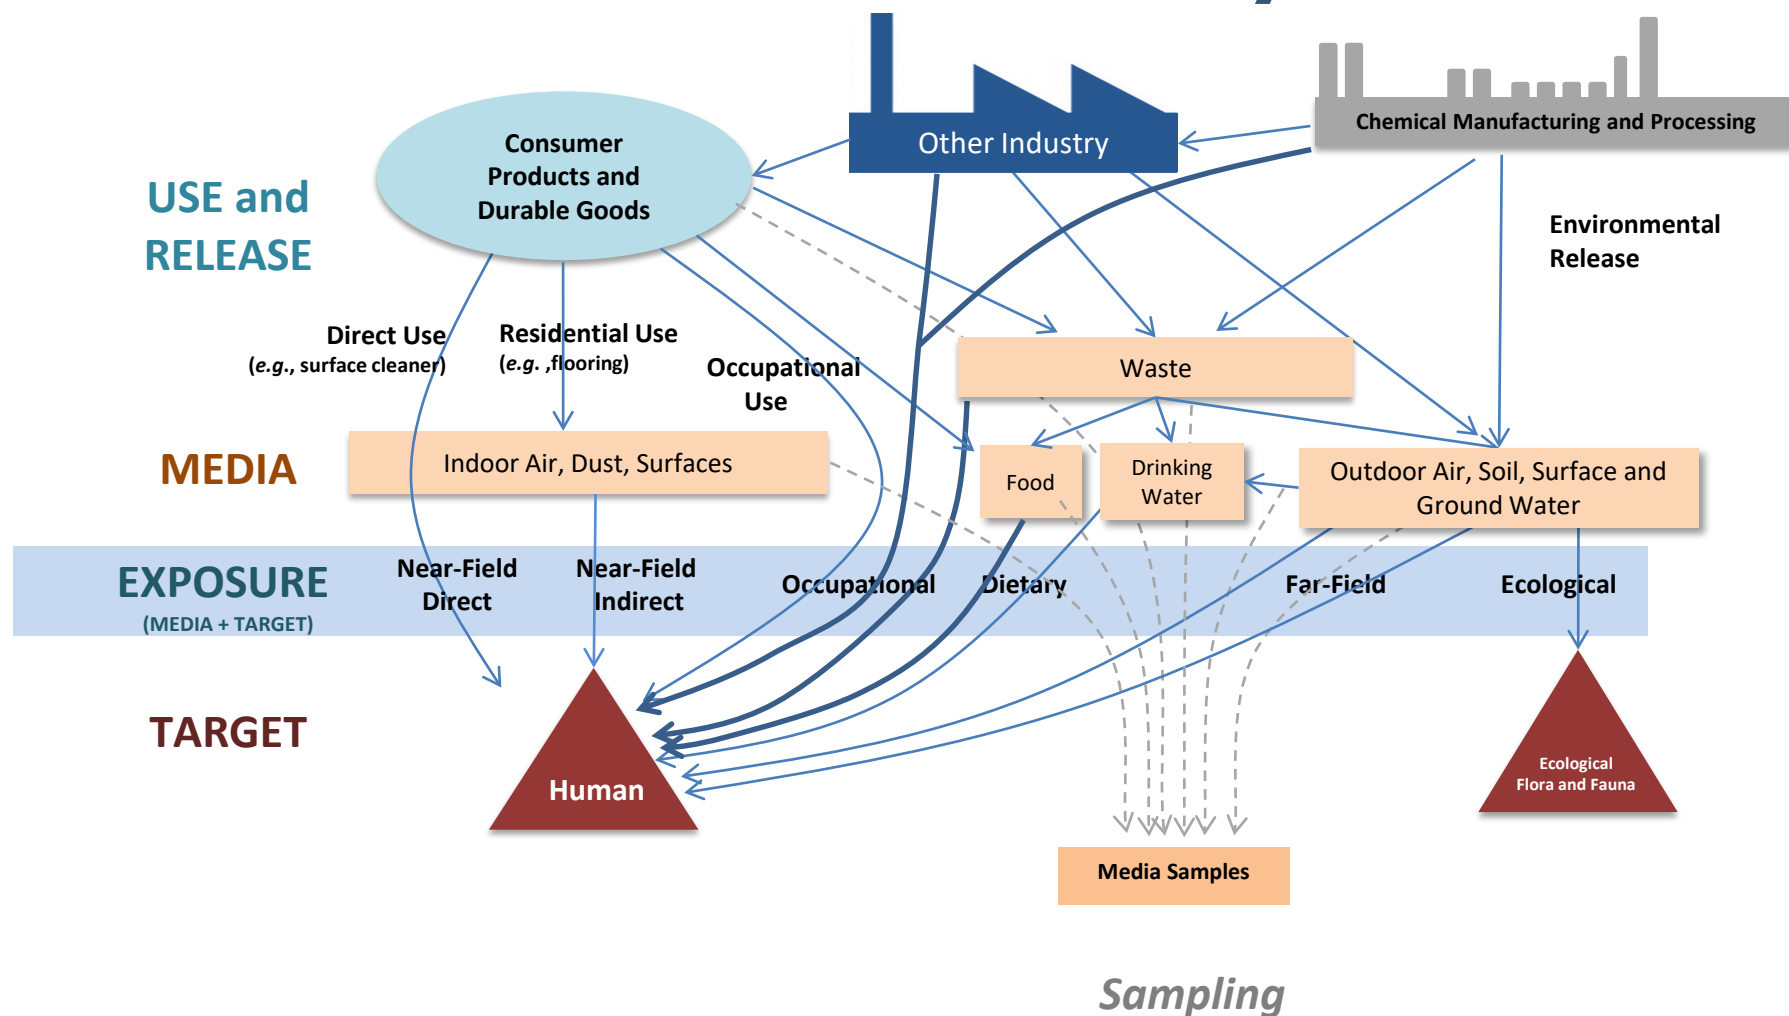 Consumer
Products and
Durable Goods
Other Industry
Chemical Manufacturing and Processing
USE and
RELEASE
Environmental
Release
Direct Use
(e.g., surface cleaner)
Residential Use
(e.g. ,flooring)
Occupational
Use
Waste
MEDIA
Indoor Air, Dust, Surfaces
Food
Drinking
Water
Outdoor Air, Soil, Surface and
Ground Water
EXPOSURE
(MEDIA + TARGET)
Near-Field
Direct
Near-Field
Indirect
Occupational
Dietary
Far-Field
Ecological
TARGET
Human
Ecological
Flora and Fauna
Media Samples
Sampling